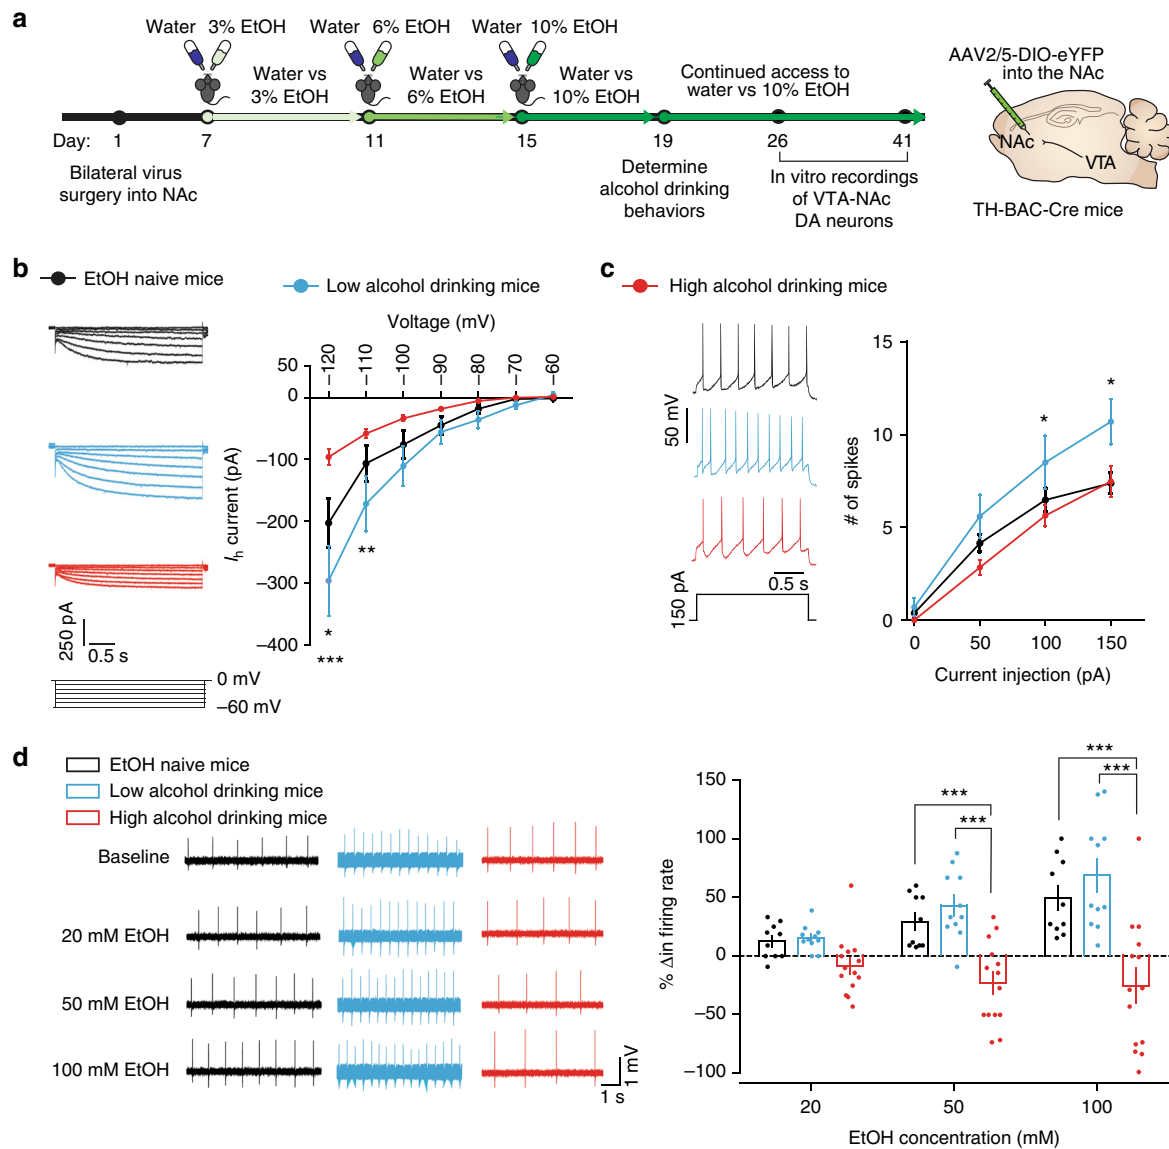 a
Water 3% EtOH
Water 6% EtOH
Water 10% EtOH
Water vs
3% EtOH
Water vs
6% EtOH
Water vs
10% EtOH
Continued access to
water vs 10% EtOH
Day: 1 7 11 15 19 26 41
Bilateral virus
surgery into NAc
Determine
alcohol drinking
behaviors
In vitro recordings
of VTA-NAc
DA neurons
AAV2/5-DIO-eYFP
into the NAc
NAc
VTA
TH-BAC-Cre mice
b
EtOH naive mice
Low alcohol drinking mice
Voltage (mV)
–120 –110 –100 –90 –80 –70 –60
50
0
–100
–200
–300
–400
Ih current (pA)
**
*
***
250 pA
0.5 s
0 mV
–60 mV
c
High alcohol drinking mice
50 mV
0.5 s
150 pA
15
10
5
0
# of spikes
*
*
0 50 100 150
Current injection (pA)
d
EtOH naive mice
Low alcohol drinking mice
High alcohol drinking mice
Baseline
20 mM EtOH
50 mM EtOH
100 mM EtOH
1 mV
1 s
150
100
50
0
–50
–100
% Δin firing rate
***
***
***
***
20 50 100
EtOH concentration (mM)